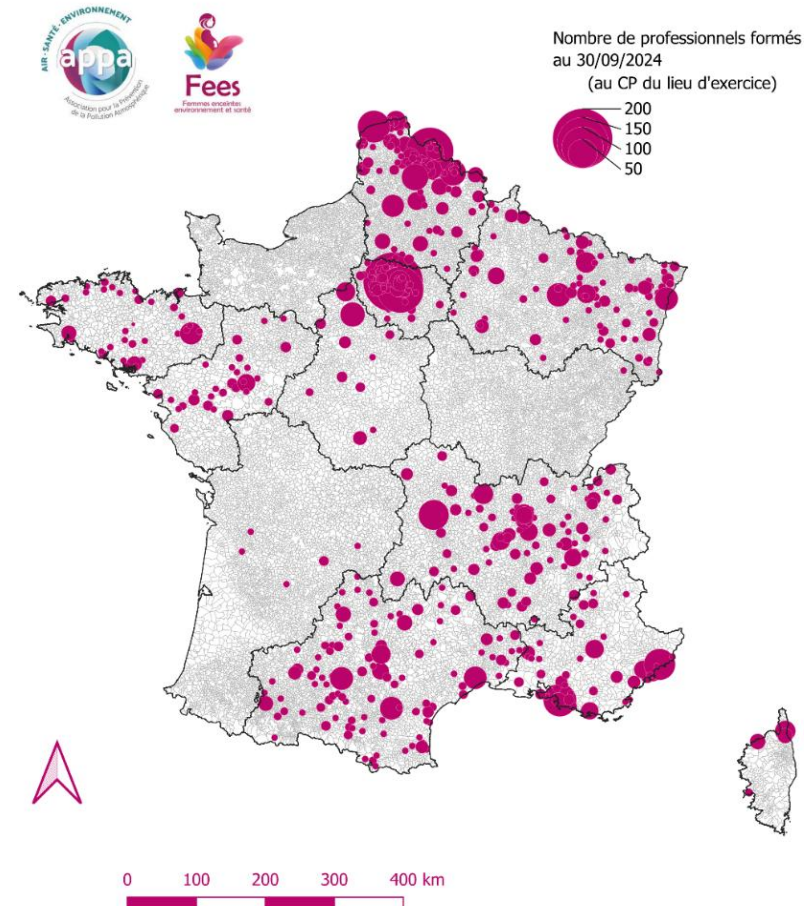 AIR · SANTÉ · ENVIRONNEMENT
appa
Association pour la Prévention
de la Pollution Atmosphérique
Fees
Femmes enceintes
environnement et santé
Nombre de professionnels formés
au 30/09/2024
(au CP du lieu d'exercice)
200
150
100
50
0 100 200 300 400 km